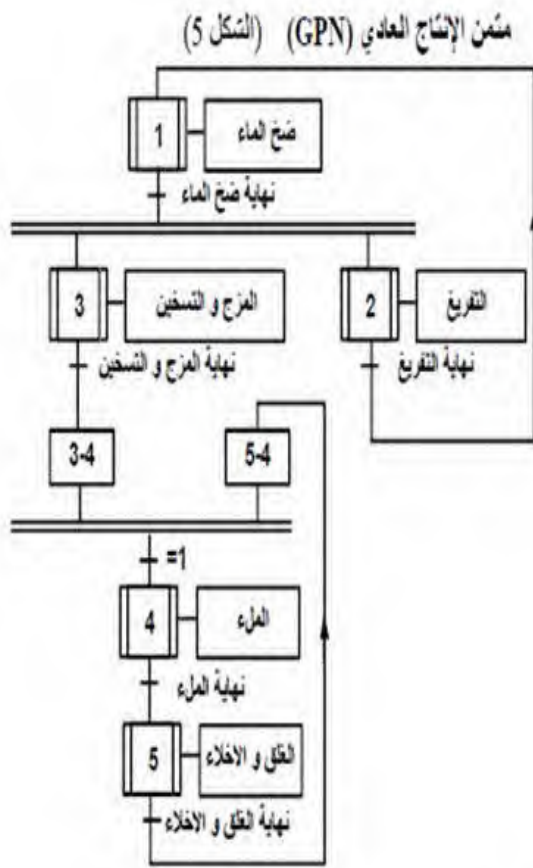 متمن الإنتاج العادي (GPN) (الشكل 5)
1
ضخ الماء
نهاية ضخ الماء
3
المزج و التسخين
2
التفريغ
نهاية المزج و التسخين
نهاية التفريغ
3-4
5-4
=1
4
الملء
نهاية الملء
5
الغلق و الاخلاء
نهاية الغلق و الاخلاء